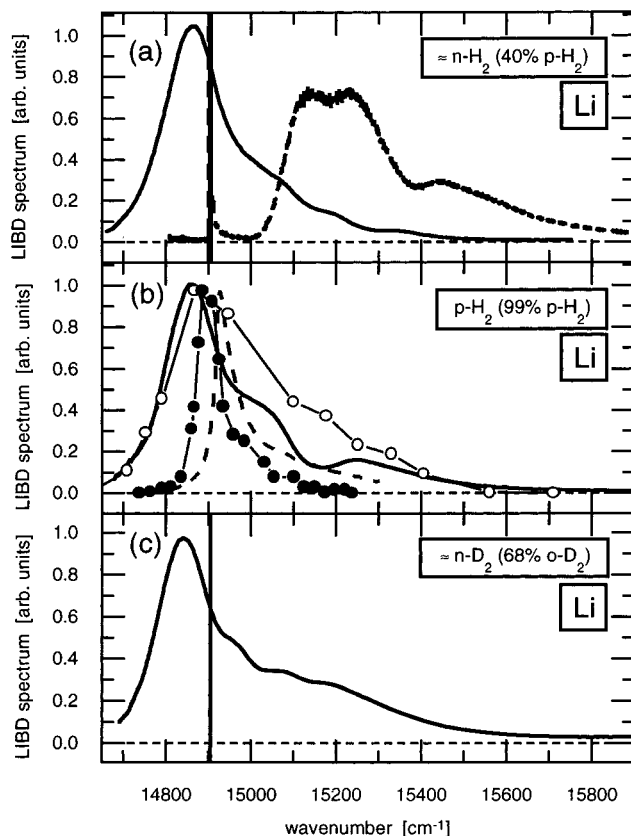 LIBD spectrum [arb. units]
1.0
0.8
0.6
0.4
0.2
0.0
(a)
≈ n-H₂ (40% p-H₂)
Li
LIBD spectrum [arb. units]
1.0
0.8
0.6
0.4
0.2
0.0
(b)
p-H₂ (99% p-H₂)
Li
LIBD spectrum [arb. units]
1.0
0.8
0.6
0.4
0.2
0.0
(c)
≈ n-D₂ (68% o-D₂)
Li
14800 15000 15200 15400 15600 15800
wavenumber [cm⁻¹]